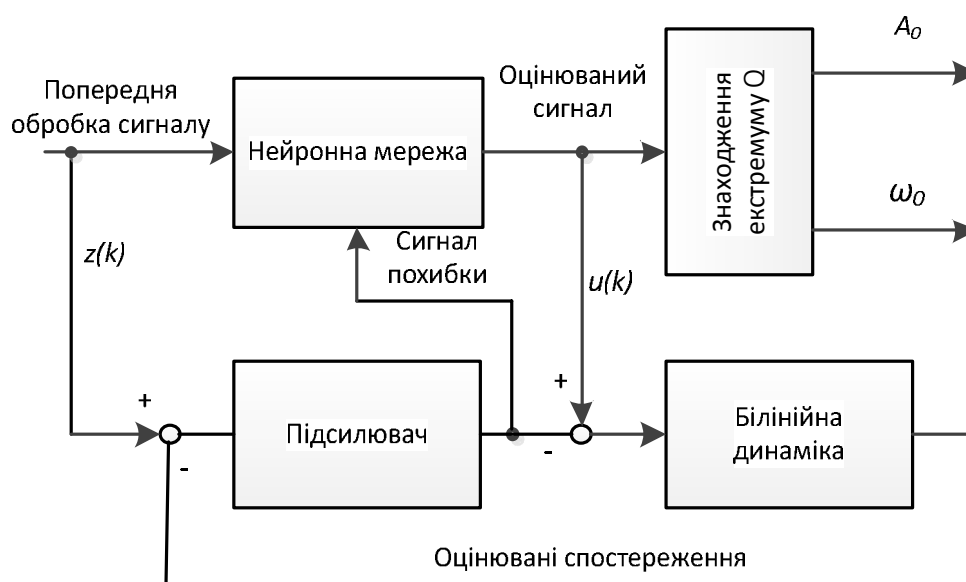 Попередня
обробка сигналу
Нейронна мережа
Оцінюваний
сигнал
Знаходження
екстремуму Q
A₀
ω₀
z(k)
Сигнал
похибки
u(k)
+
-
Підсилювач
+
-
Білінійна
динаміка
Оцінювані спостереження